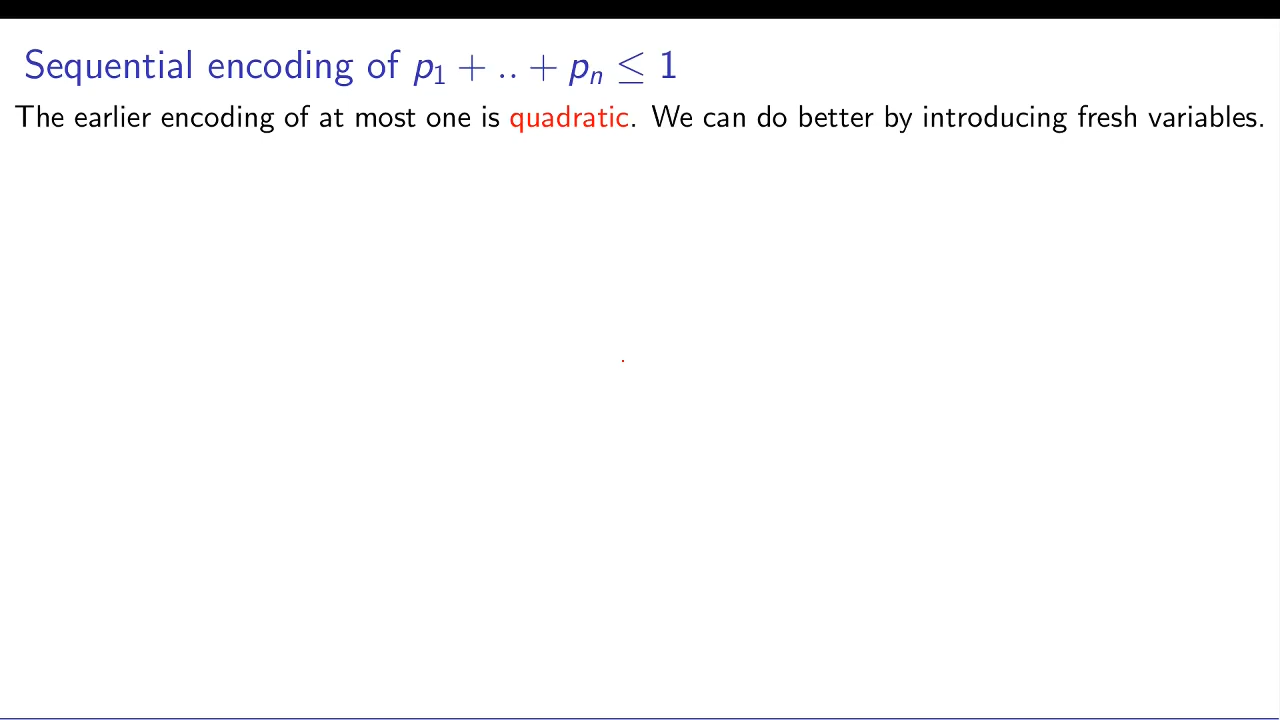 Sequential encoding of p₁ + .. + pₙ ≤ 1
The earlier encoding of at most one is quadratic. We can do better by introducing fresh variables.